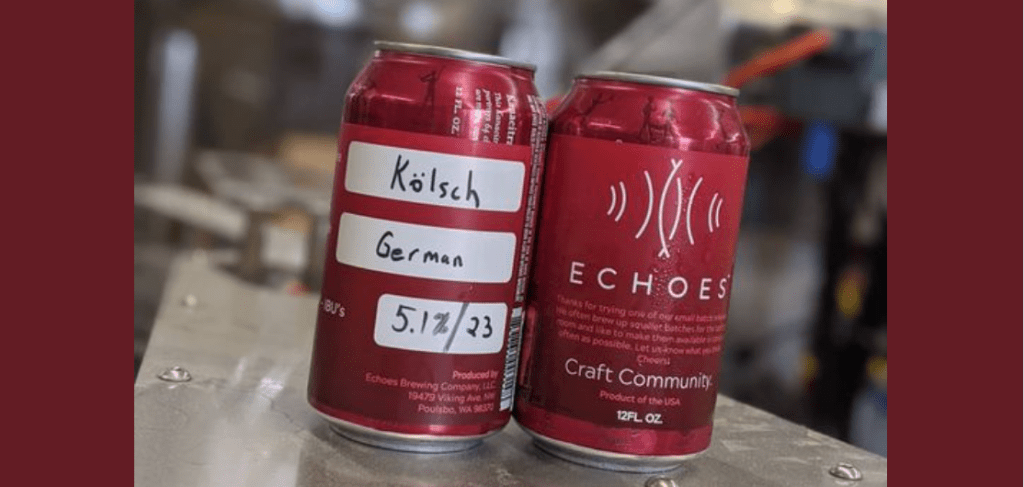 12 FL. OZ.
Kölsch
German
- IBU's
5.1%/23
Produced by
Echoes Brewing Company, LLC
19479 Viking Ave. NW
Poulsbo, WA 98370
ECHOES
Thanks for trying one of our small batch
often brew up smaller batches for the
room and like to make them available
often as possible. Let us know what you
Cheers
Craft Community.
Product of the USA
12FL. OZ.